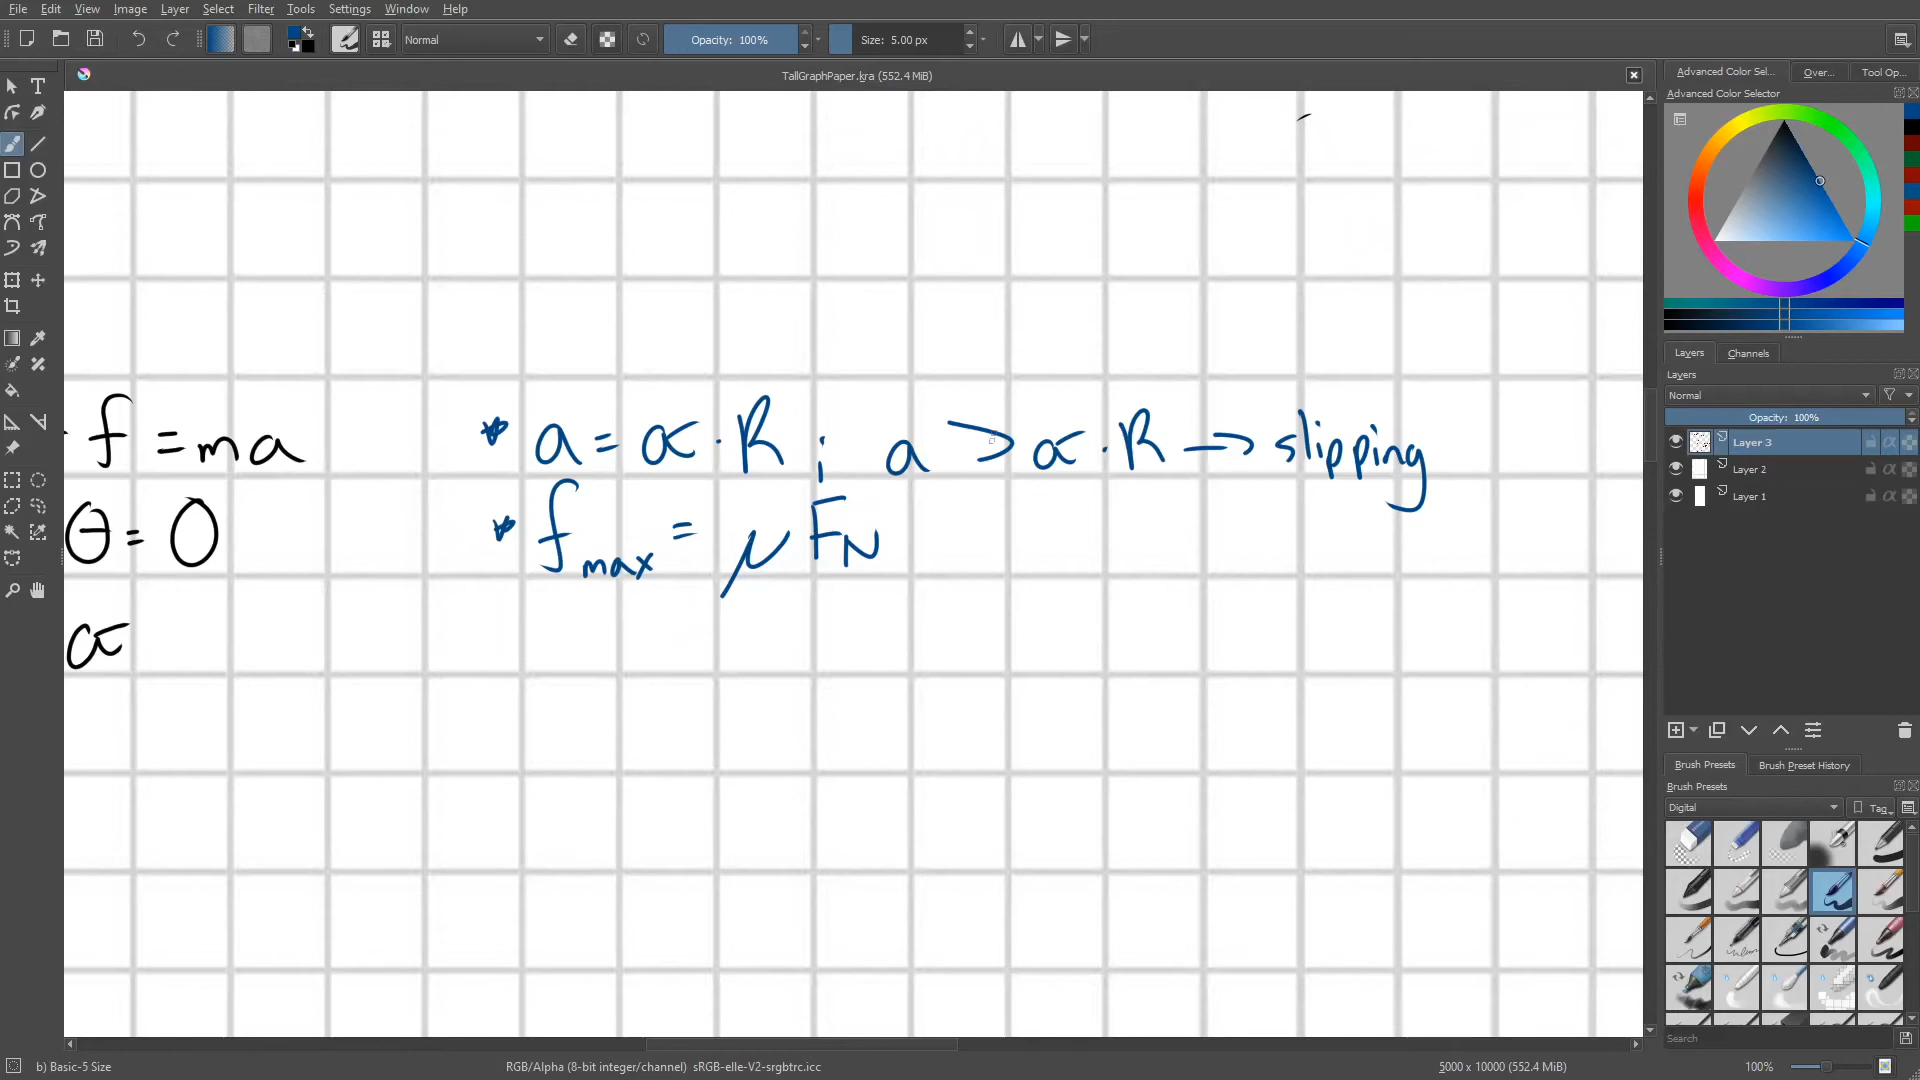 File Edit View Image Layer Select Filter Tools Settings Window Help
Normal
Opacity: 100%
Size: 5.00 px
TallGraphPaper.kra (552.4 MiB)
Advanced Color Sel...
Over...
Tool Op...
Advanced Color Selector
f = ma
θ = 0
α
* a = α · R ; a > α · R → slipping
* f max = μ F N
Layers
Channels
Layers
Normal
Opacity: 100%
Layer 3
Layer 2
Layer 1
Brush Presets
Brush Preset History
Brush Presets
Digital
Tag
Search
b) Basic-5 Size
RGB/Alpha (8-bit integer/channel) sRGB-elle-V2-srgbtrc.icc
5000 x 10000 (552.4 MiB)
100%